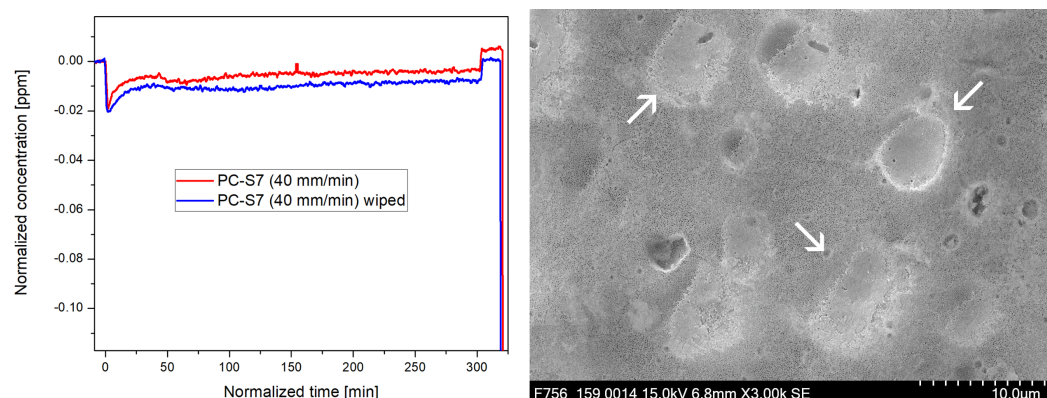 Normalized concentration [ppm]
0.00
-0.02
-0.04
-0.06
-0.08
-0.10
PC-S7 (40 mm/min)
PC-S7 (40 mm/min) wiped
0 50 100 150 200 250 300
Normalized time [min]
F756 159 0014 15.0kV 6.8mm X3.00k SE 10.0um